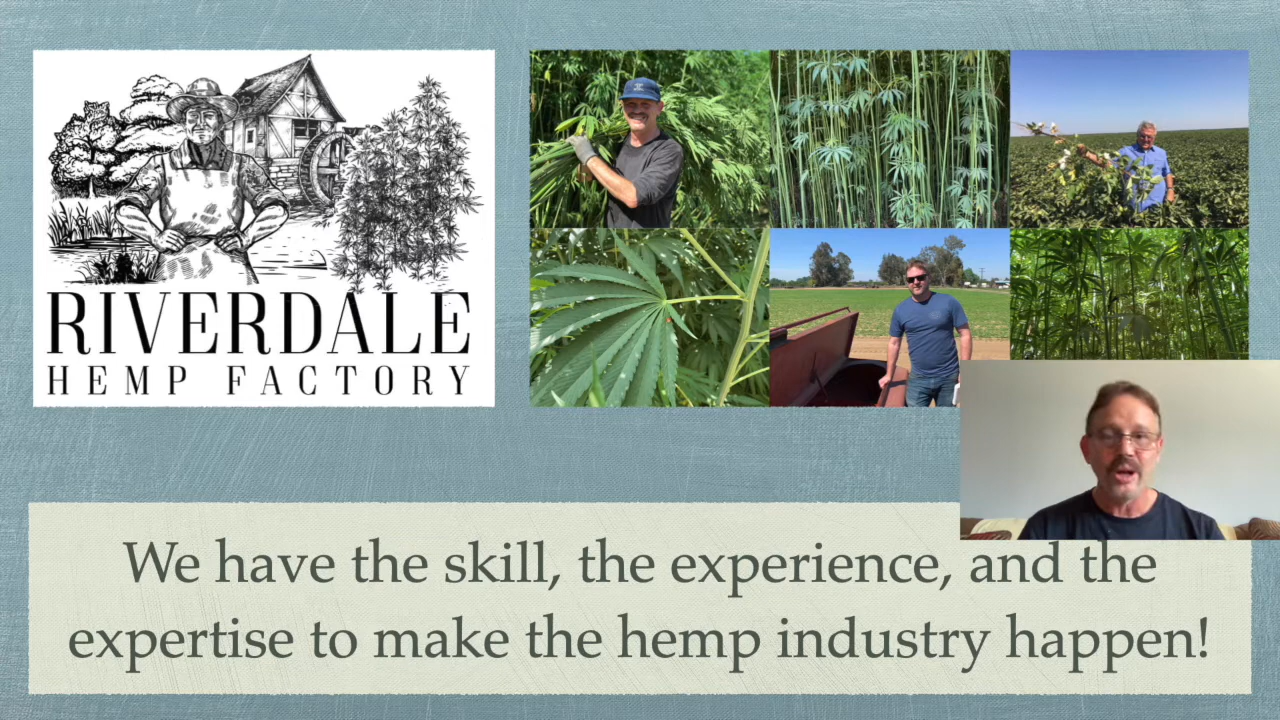 RIVERDALE
HEMP FACTORY
We have the skill, the experience, and the
expertise to make the hemp industry happen!